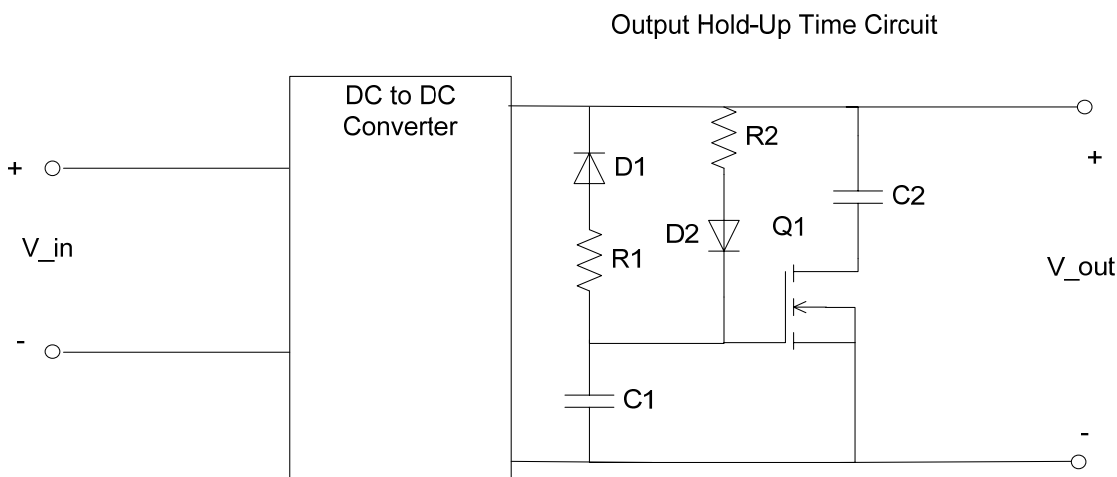 Output Hold-Up Time Circuit
DC to DC
Converter
R2
+
D1
+
C2
D2
Q1
V_in
R1
V_out
-
C1
-